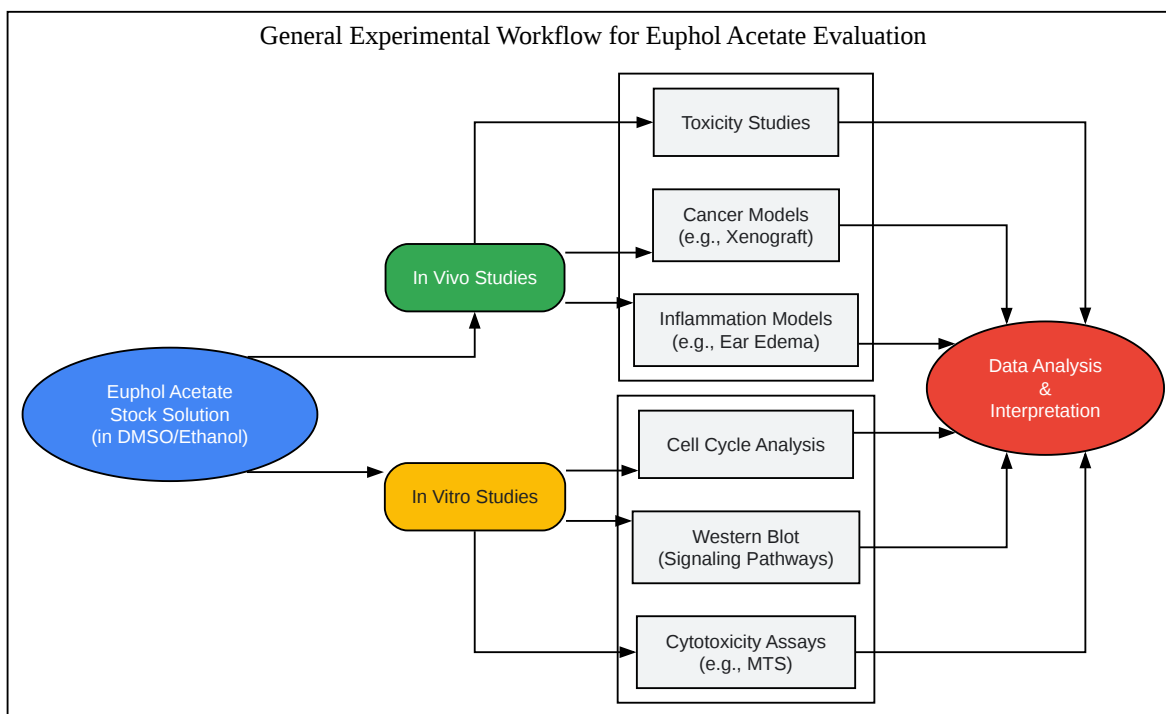 General Experimental Workflow for Euphol Acetate Evaluation
Toxicity Studies
Cancer Models
(e.g., Xenograft)
In Vivo Studies
Inflammation Models
(e.g., Ear Edema)
Euphol Acetate
Stock Solution
(in DMSO/Ethanol)
Data Analysis
&
Interpretation
Cell Cycle Analysis
In Vitro Studies
Western Blot
(Signaling Pathways)
Cytotoxicity Assays
(e.g., MTS)